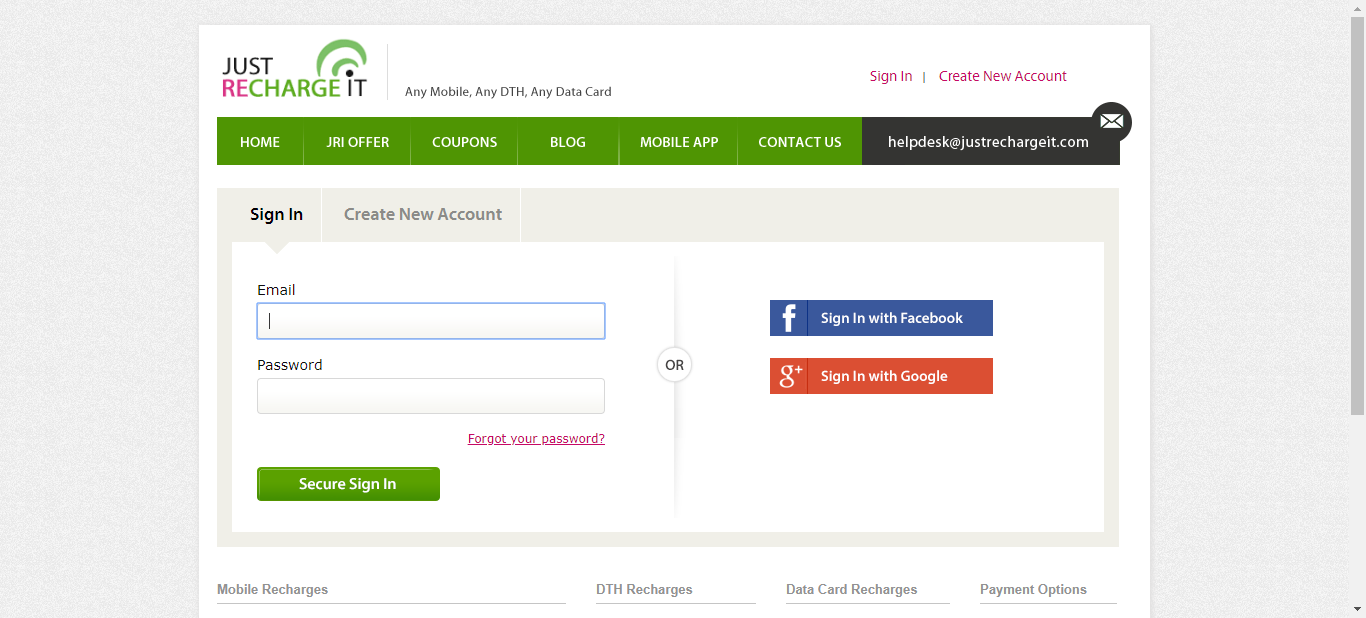 JUST
RECHARGE iT
Any Mobile, Any DTH, Any Data Card
Sign In | Create New Account
HOME JRI OFFER COUPONS BLOG MOBILE APP CONTACT US helpdesk@justrechargeit.com
Sign In Create New Account
Email
Password
Forgot your password?
Secure Sign In
OR
f Sign In with Facebook
g+ Sign In with Google
Mobile Recharges DTH Recharges Data Card Recharges Payment Options